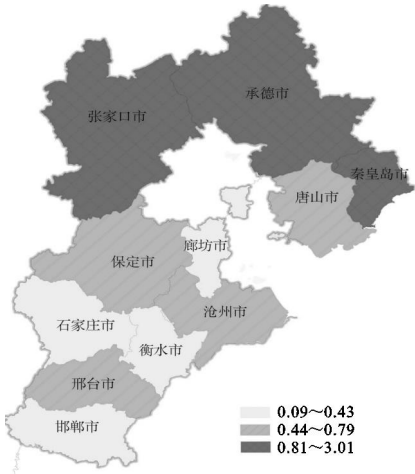 承德市
张家口市
秦皇岛市
唐山市
廊坊市
保定市
沧州市
石家庄市
衡水市
邢台市
邯郸市
0.09～0.43
0.44～0.79
0.81～3.01